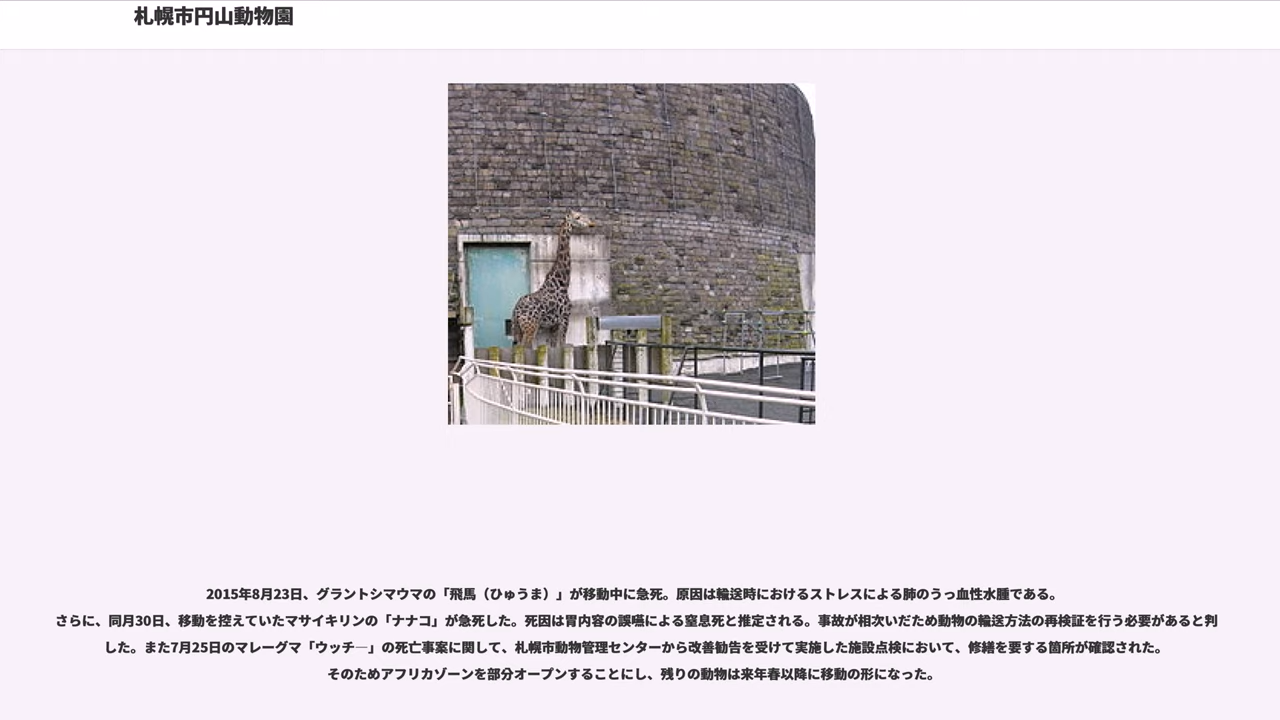 札幌市円山動物園
2015年8月23日、グラントシマウマの「飛馬（ひゅうま）」が移動中に急死。原因は輸送時におけるストレスによる肺のうっ血性水腫である。
さらに、同月30日、移動を控えていたマサイキリンの「ナナコ」が急死した。死因は胃内容の誤嚥による窒息死と推定される。事故が相次いだため動物の輸送方法の再検証を行う必要があると判
した。また7月25日のマレーグマ「ウッチ―」の死亡事案に関して、札幌市動物管理センターから改善勧告を受けて実施した施設点検において、修繕を要する箇所が確認された。
そのためアフリカゾーンを部分オープンすることにし、残りの動物は来年春以降に移動の形になった。